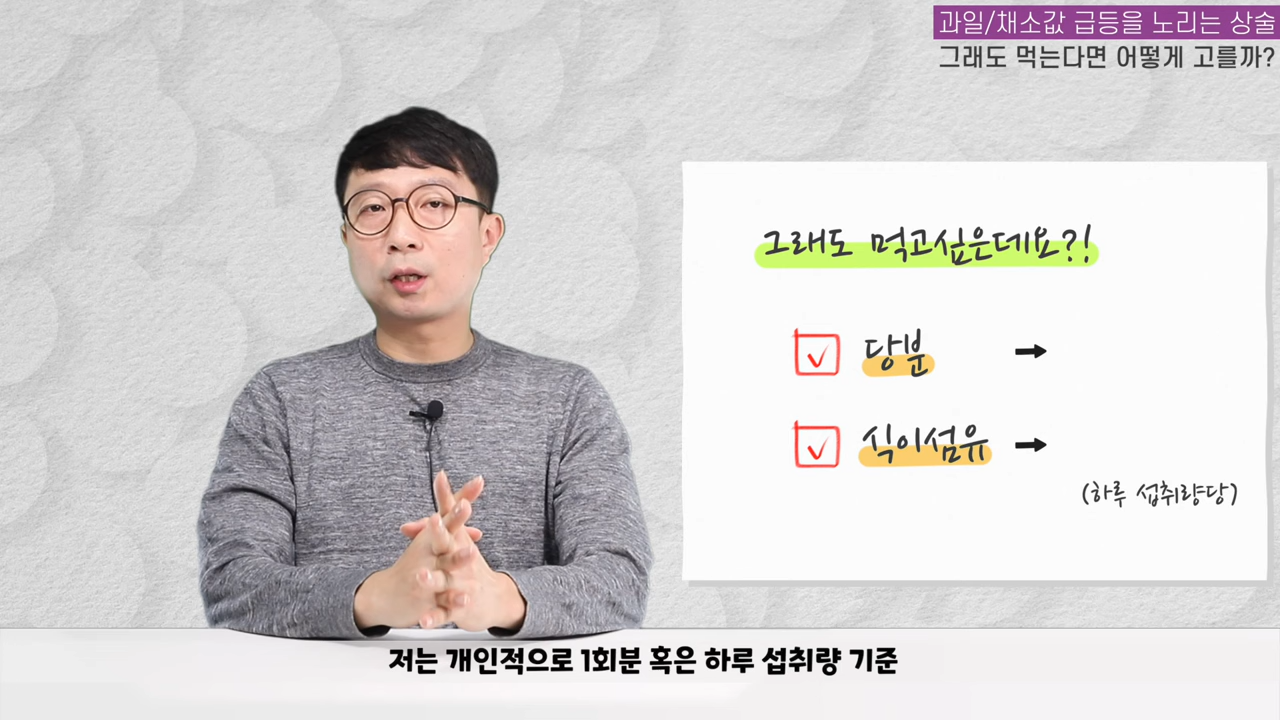 과일/채소값 급등을 노리는 상술
그래도 먹는다면 어떻게 고를까?
그래도 먹고싶은데요?!
당분 →
식이섬유 →
(하루 섭취량당)
저는 개인적으로 1회분 혹은 하루 섭취량 기준